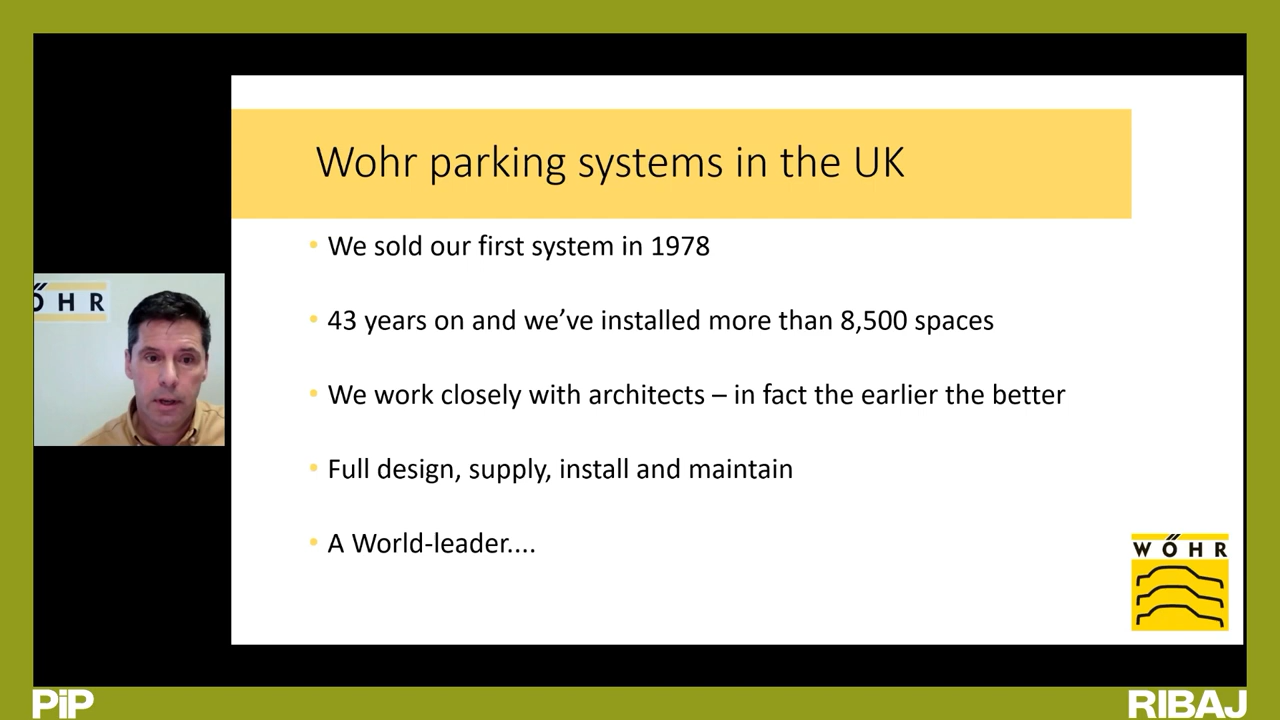 Wohr parking systems in the UK
• We sold our first system in 1978
• 43 years on and we’ve installed more than 8,500 spaces
• We work closely with architects – in fact the earlier the better
• Full design, supply, install and maintain
• A World-leader....
ÖHR
WŐHR
PiP
RIBAJ